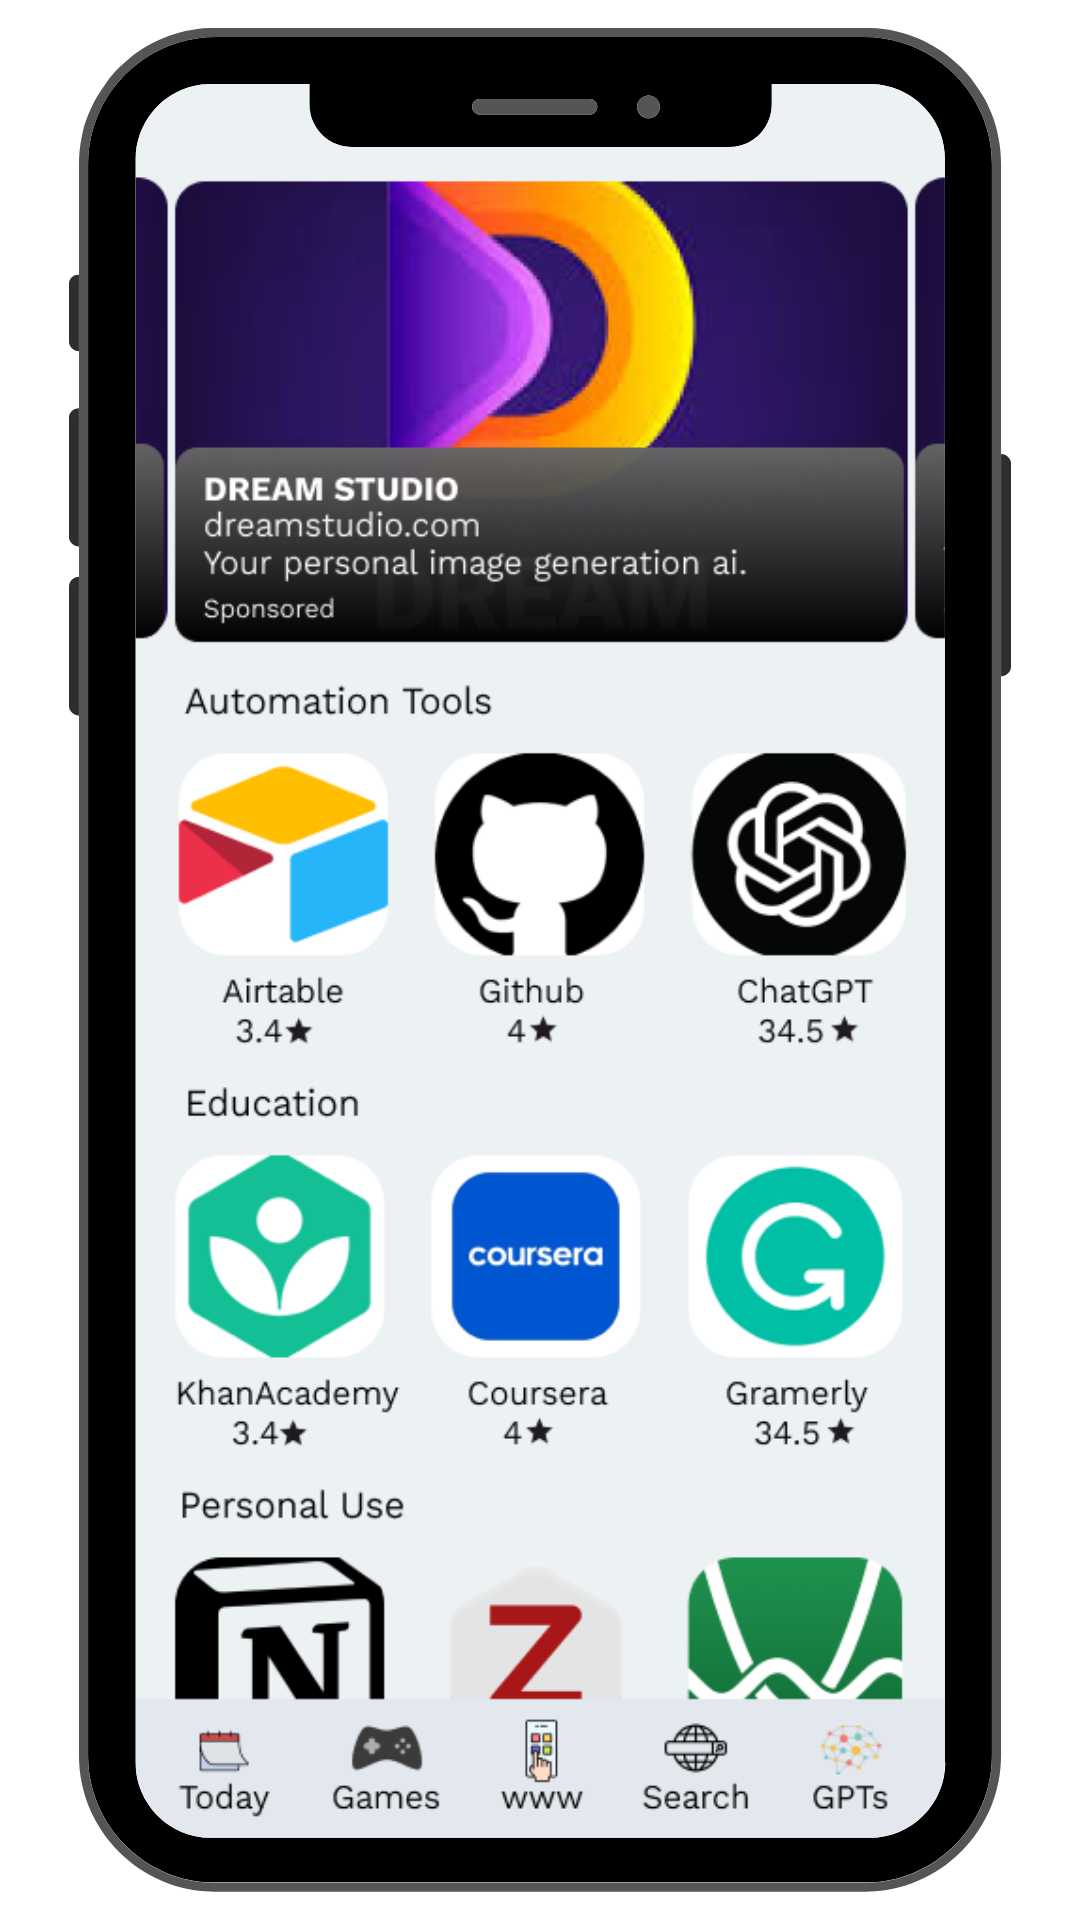 DREAM STUDIO
dreamstudio.com
Your personal image generation ai.
Sponsored
DREAM
Automation Tools
Airtable
Github
ChatGPT
3.4★
4★
34.5 ★
Education
coursera
KhanAcademy
Coursera
Gramerly
3.4★
4★
34.5 ★
Personal Use
N
Z
Today
Games
www
Search
GPTs